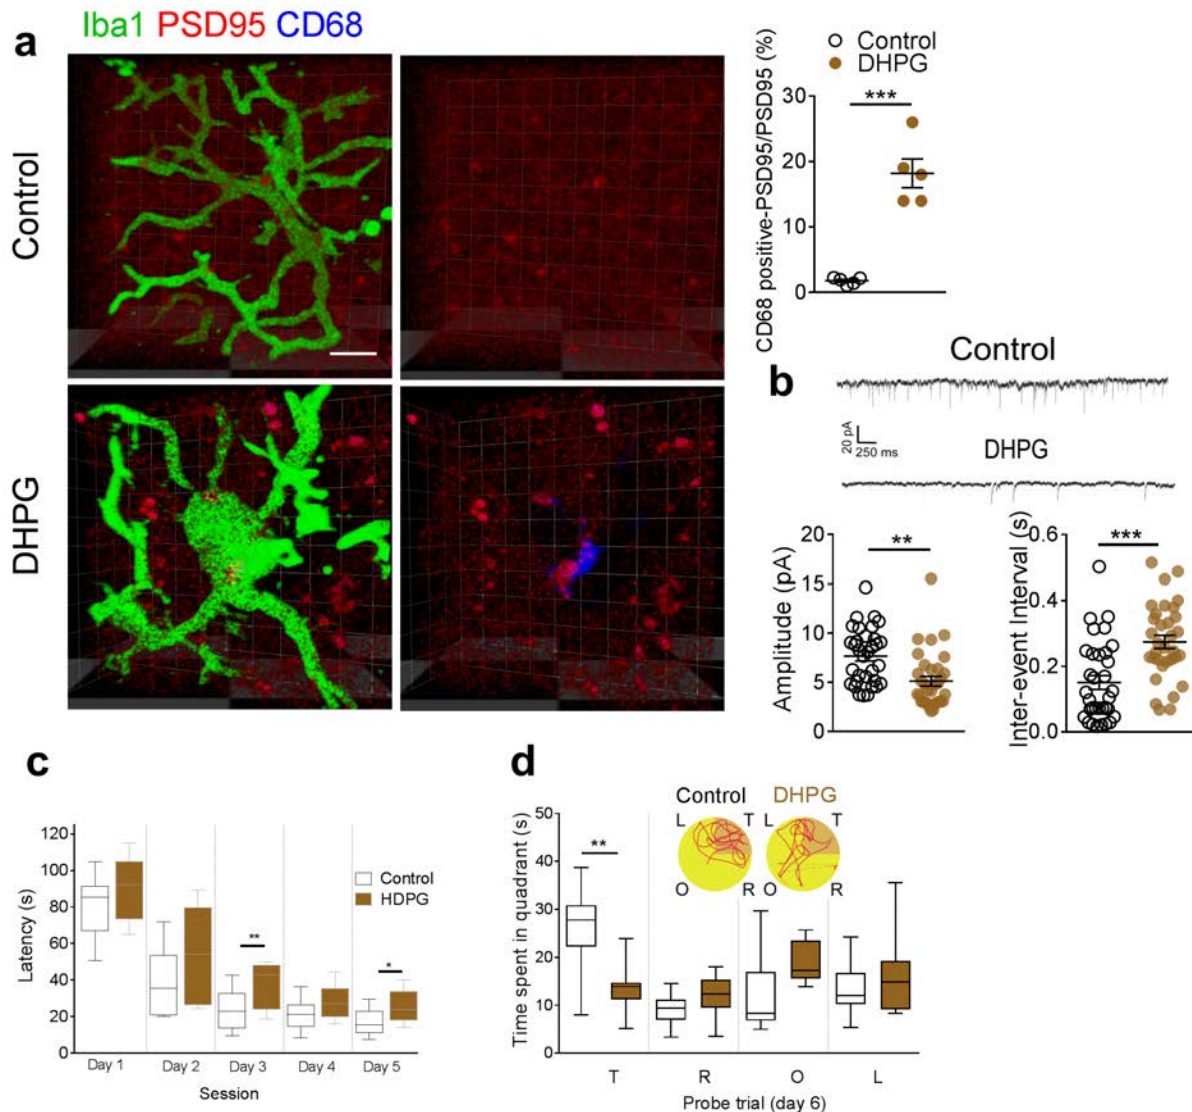 a
Iba1 PSD95 CD68
Control
DHPG
Control
DHPG
CD68 positive-PSD95/PSD95 (%)
30
20
10
0
***
b
Control
20 pA
250 ms
DHPG
Amplitude (pA)
20
15
10
5
0
**
Inter-event Interval (s)
0.6
0.4
0.2
0.0
***
c
Latency (s)
120
100
80
60
40
20
0
Control
HDPG
**
*
Day 1 Day 2 Day 3 Day 4 Day 5
Session
d
Time spent in quadrant (s)
50
40
30
20
10
0
**
Control DHPG
L T L T
O R O R
T R O L
Probe trial (day 6)